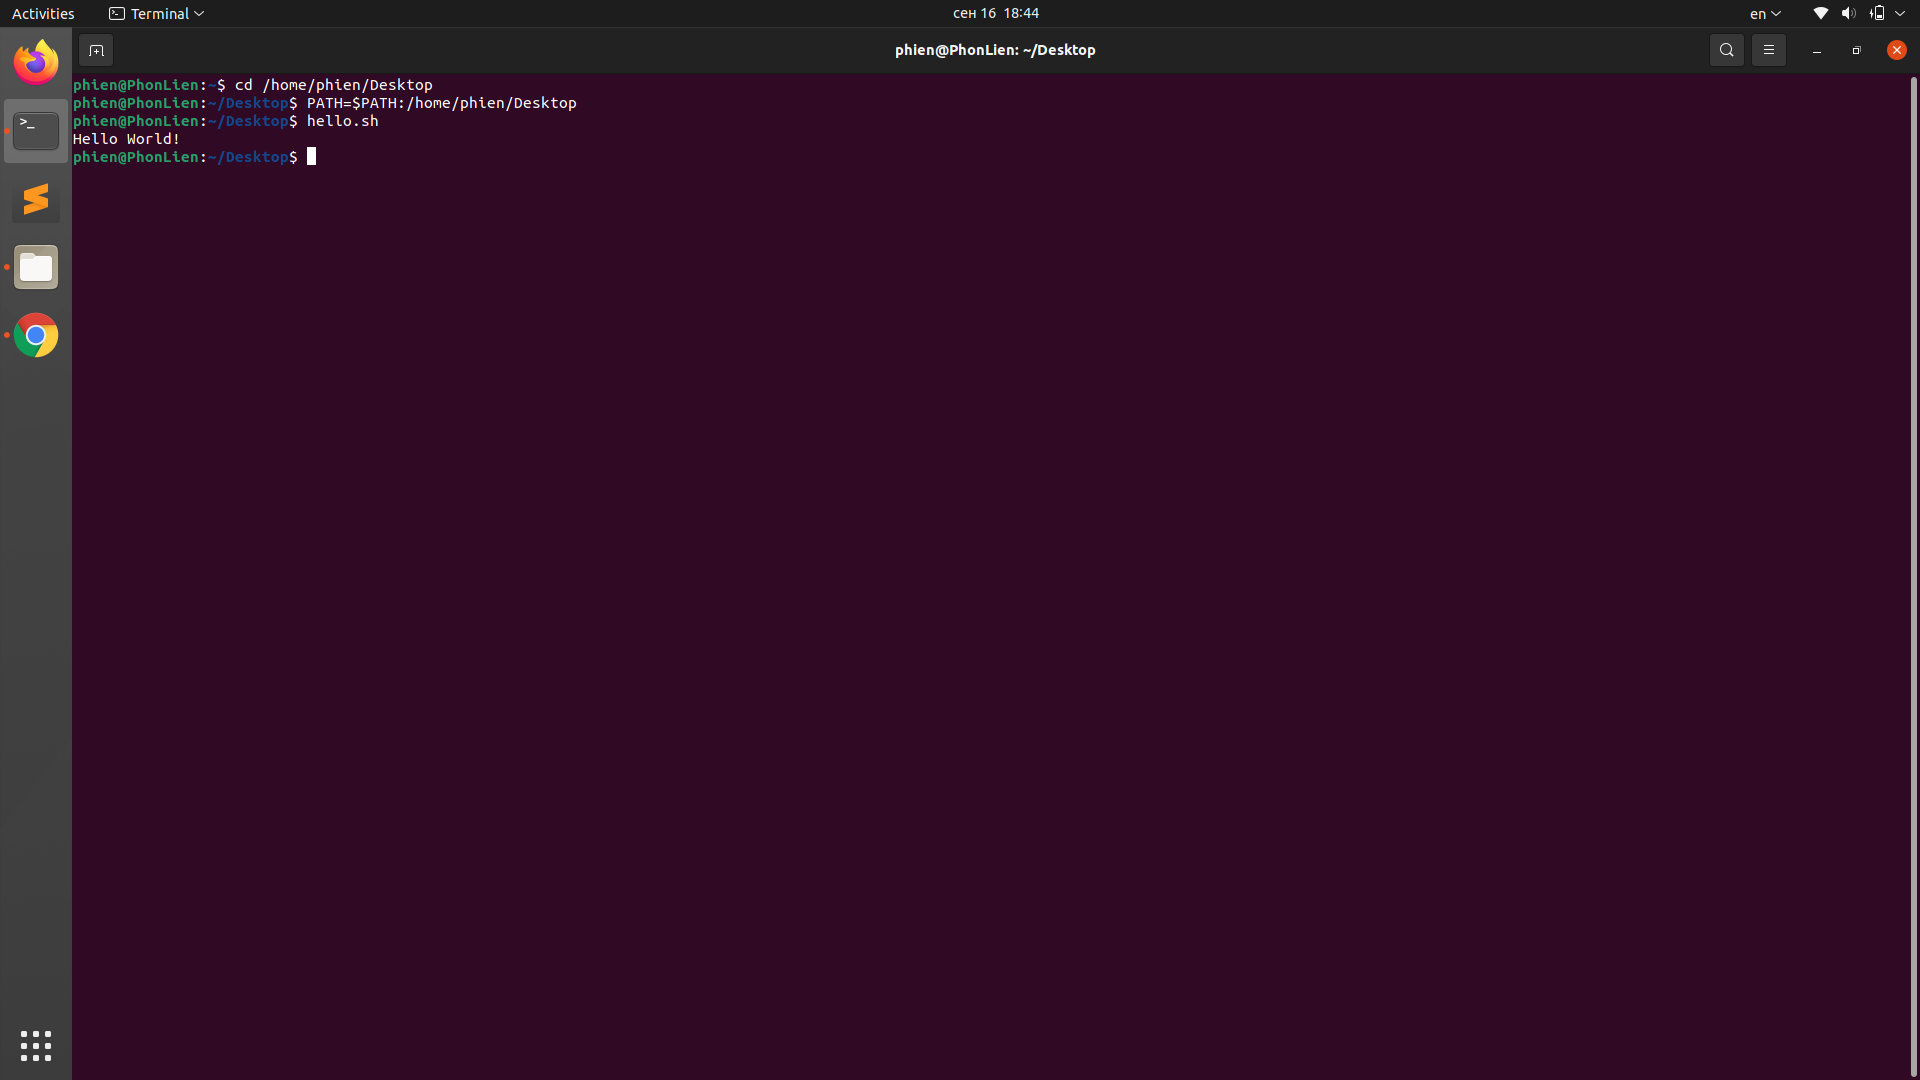 Activities
Terminal
сен 16 18:44
en
phien@PhonLien: ~/Desktop
phien@PhonLien:~$ cd /home/phien/Desktop
phien@PhonLien:~/Desktop$ PATH=$PATH:/home/phien/Desktop
phien@PhonLien:~/Desktop$ hello.sh
Hello World!
phien@PhonLien:~/Desktop$